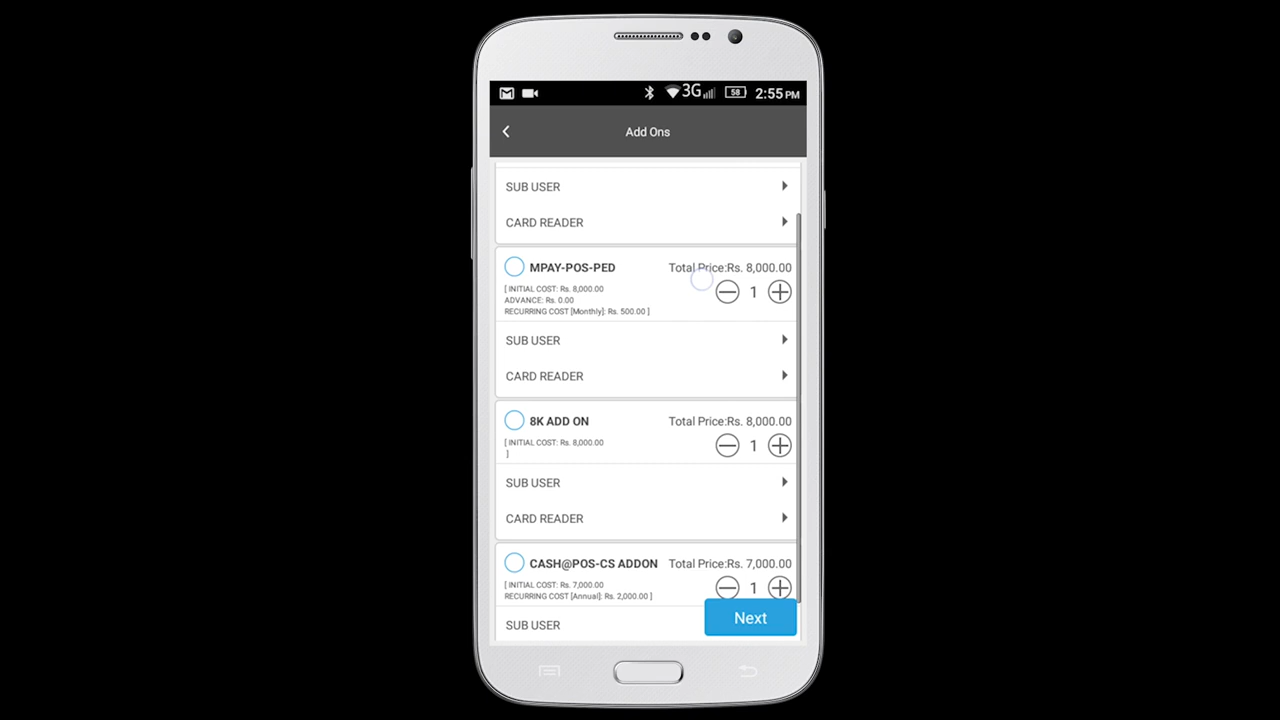 3G 58 2:55 PM
Add Ons
SUB USER
CARD READER
MPAY-POS-PED Total Price:Rs. 8,000.00
[ INITIAL COST: Rs. 8,000.00
ADVANCE: Rs. 0.00
RECURRING COST [Monthly]: Rs. 500.00 ]
1
SUB USER
CARD READER
8K ADD ON Total Price:Rs. 8,000.00
[ INITIAL COST: Rs. 8,000.00
]
1
SUB USER
CARD READER
CASH@POS-CS ADDON Total Price:Rs. 7,000.00
[ INITIAL COST: Rs. 7,000.00
RECURRING COST [Annual]: Rs. 2,000.00 ]
1
Next
SUB USER